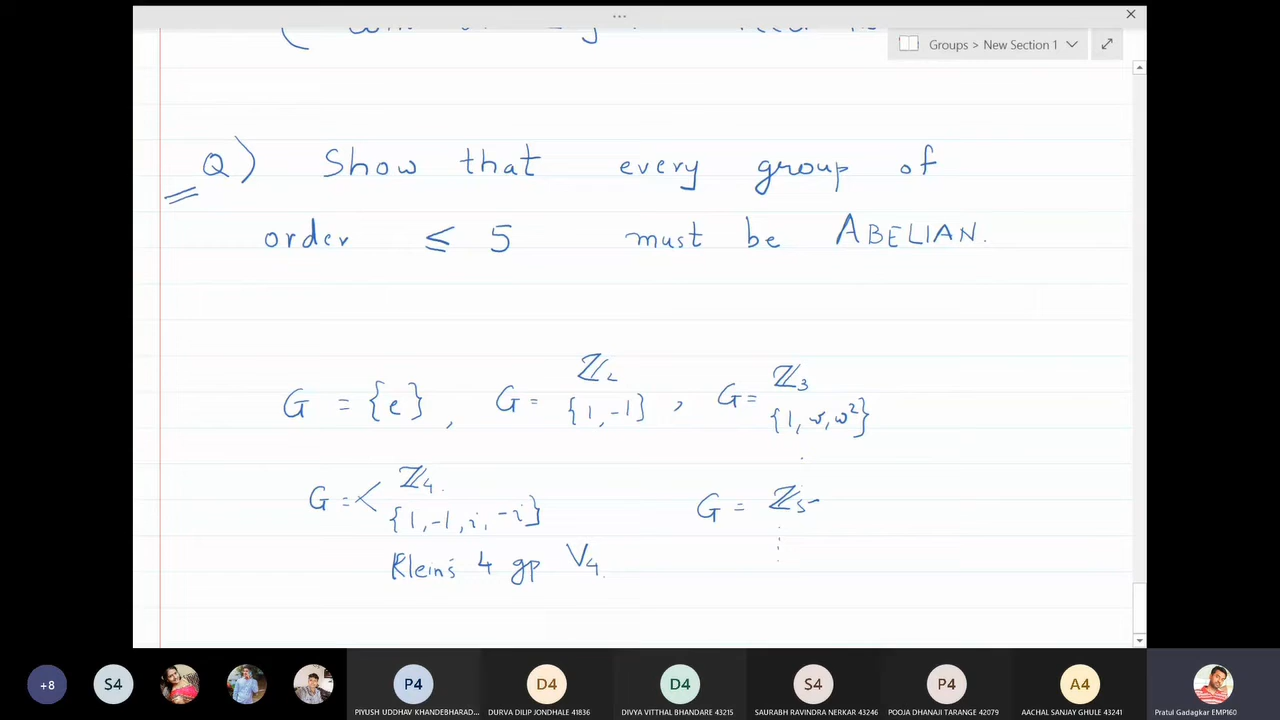 Groups > New Section 1
Q) Show that every group of
order ≤ 5 must be ABELIAN.
G = {e}, G = ℤ₂ {1, -1}, G = ℤ₃ {1, ω, ω²}
G = < ℤ₄ G = ℤ₅
{1, -1, i, -i}
Klein's 4 gp V₄.
+8 S4 P4 D4 D4 S4 P4 A4
PIYUSH UDDHAV KHANDEBHARAD... DURVA DILIP JONDHALE 41836 DIVYA VITTHAL BHANDARE 43215 SAURABH RAVINDRA NERKAR 43246 POOJA DHANAJI TARANGE 42079 AACHAL SANJAY GHULE 43241 Pratul Gadagkar EMP160